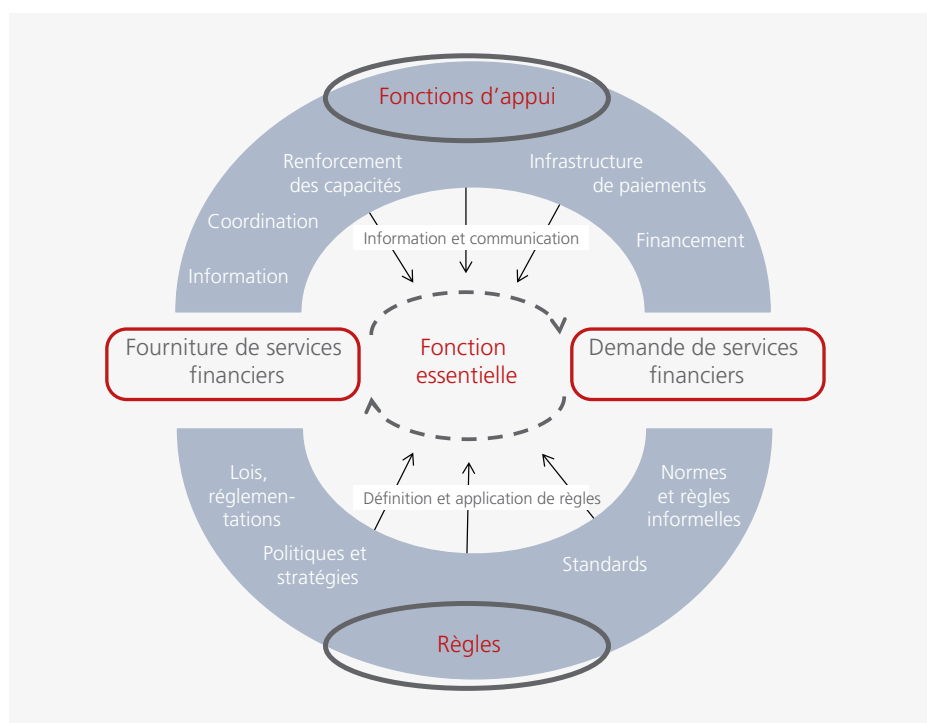 Fonctions d’appui
Renforcement
des capacités
Infrastructure
de paiements
Coordination
Information et communication
Financement
Information
Fourniture de services
financiers
Fonction
essentielle
Demande de services
financiers
Lois,
réglemen-
tations
Définition et application de règles
Normes
et règles
informelles
Politiques et
stratégies
Standards
Règles